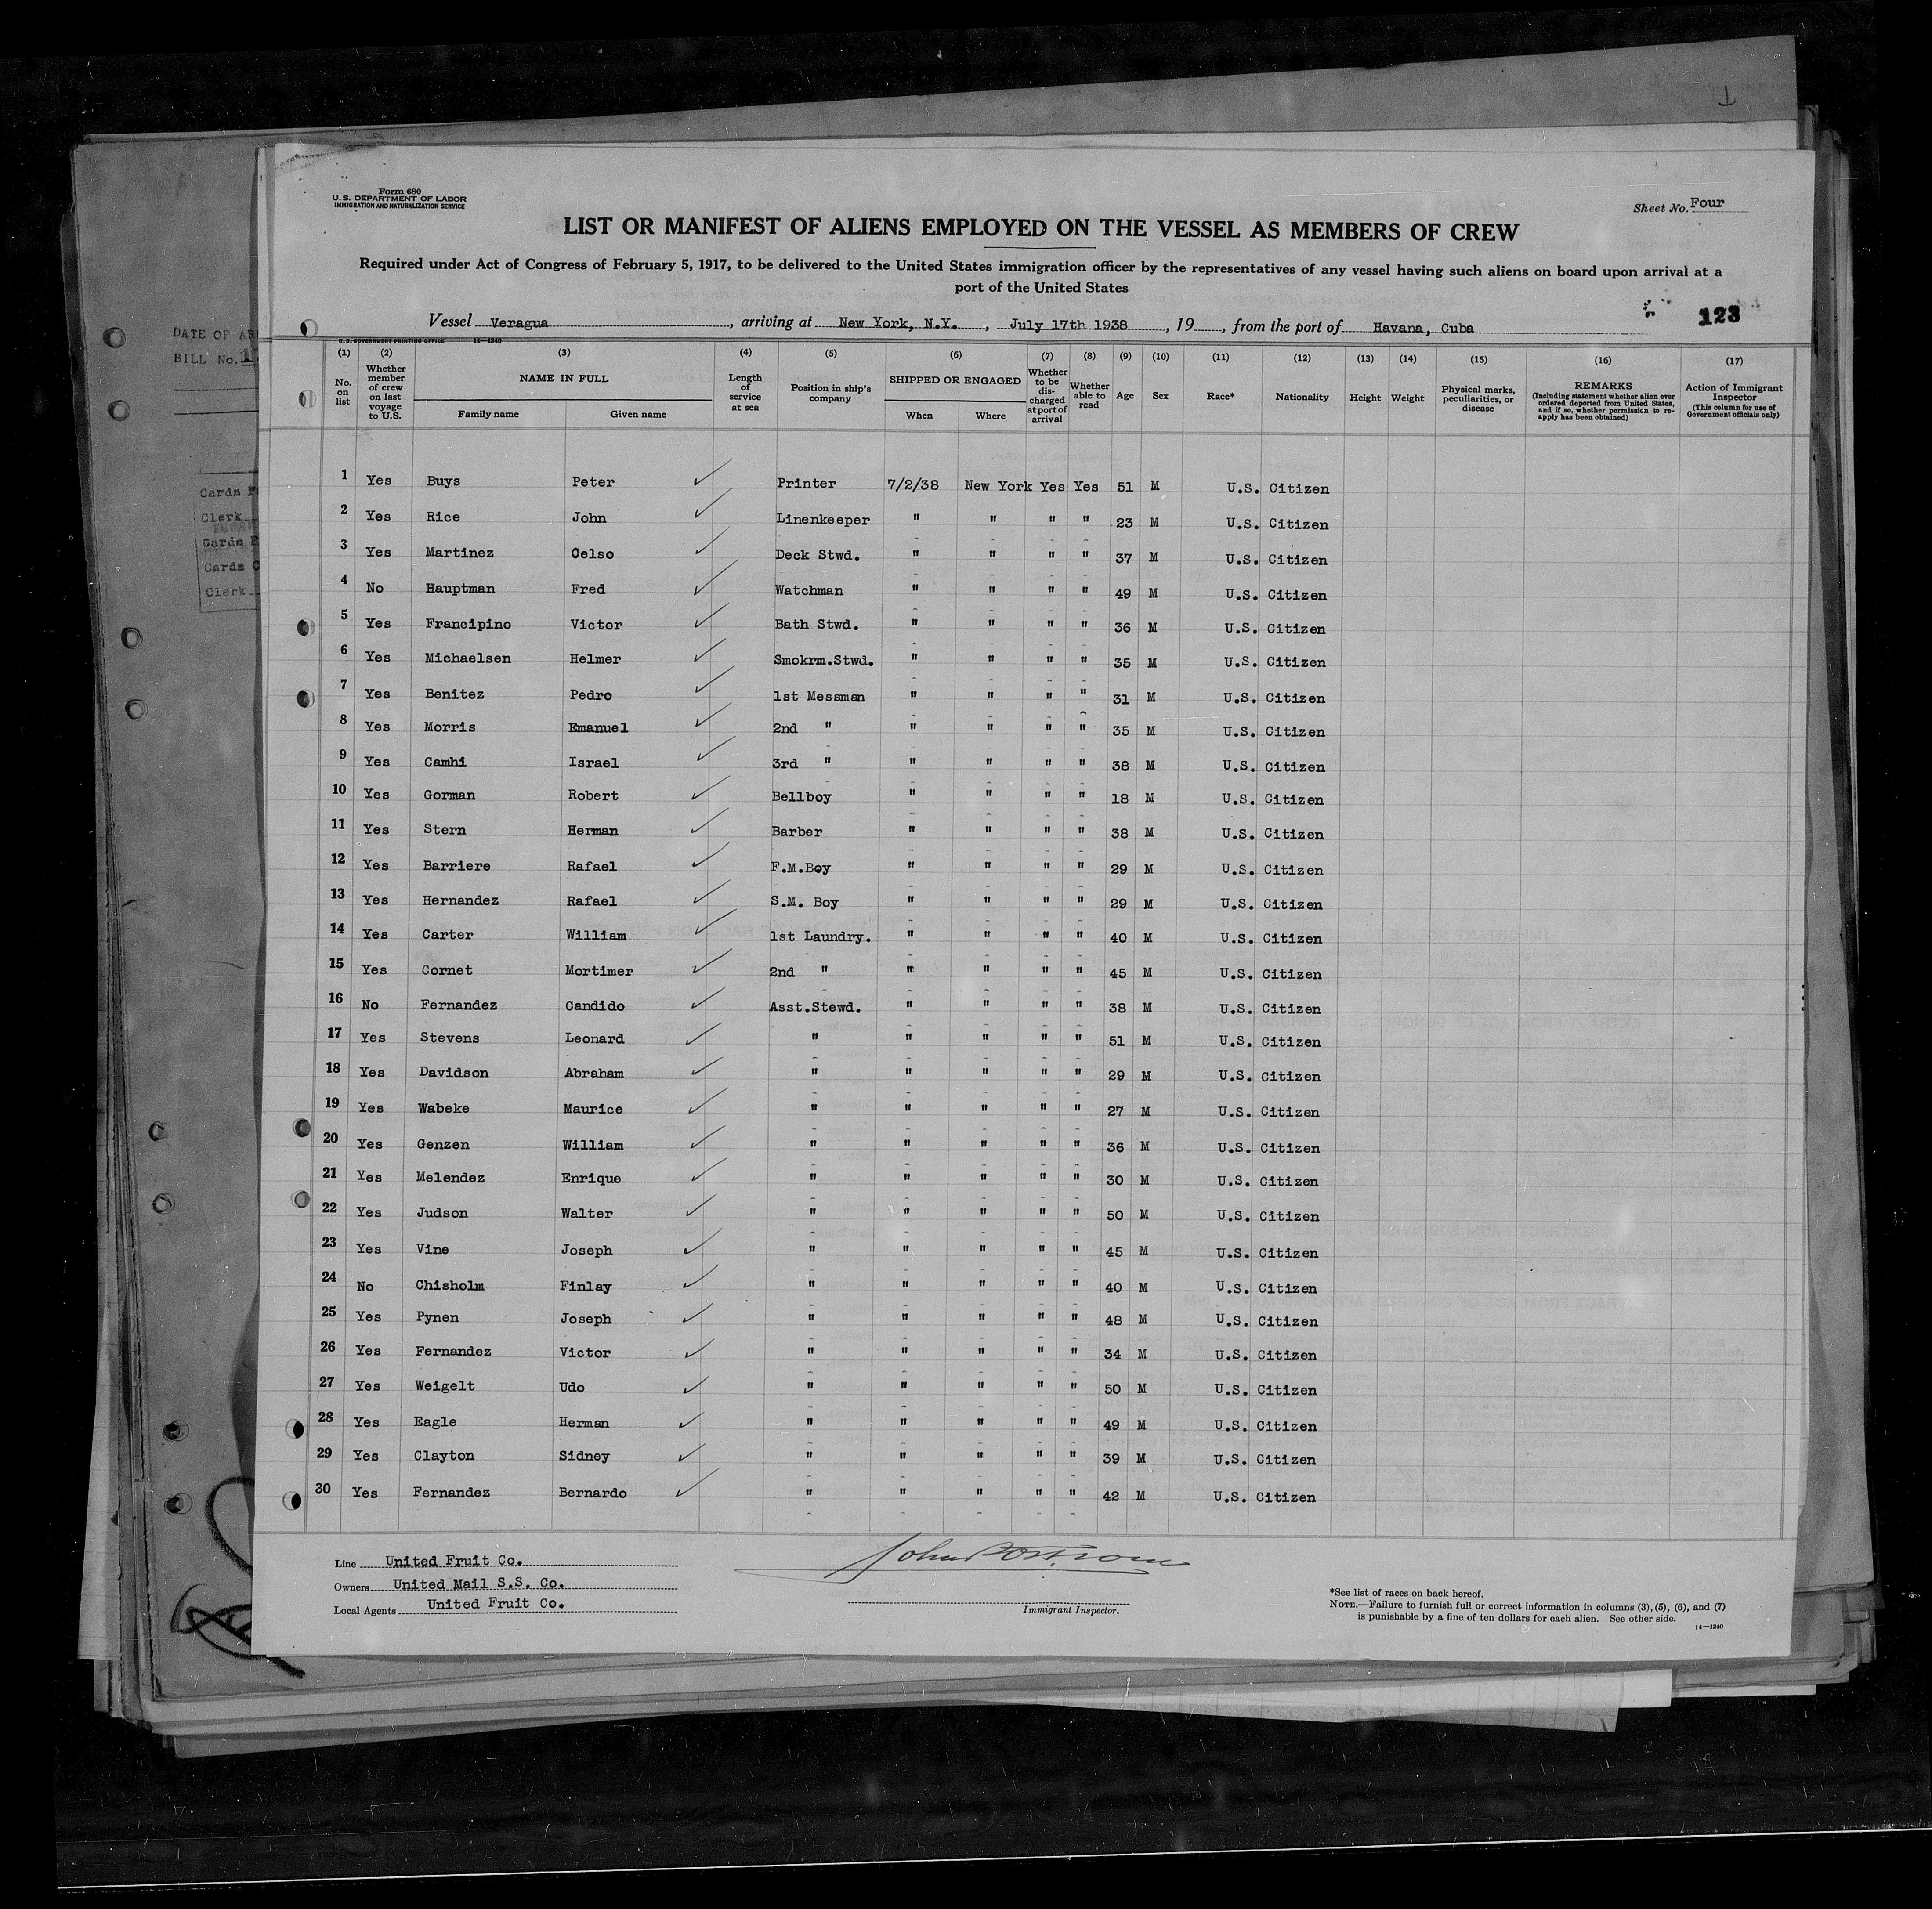 Form 680
U. S. DEPARTMENT OF LABOR
IMMIGRATION AND NATURALIZATION SERVICE
Sheet No. Four
LIST OR MANIFEST OF ALIENS EMPLOYED ON THE VESSEL AS MEMBERS OF CREW
Required under Act of Congress of February 5, 1917, to be delivered to the United States immigration officer by the representatives of any vessel having such aliens on board upon arrival at a
port of the United States
Vessel Veragua, arriving at New York, N.Y., July 17th 1938, 19, from the port of Havana, Cuba
123
DATE OF
BILL No. 1
U. S. GOVERNMENT PRINTING OFFICE 14—1240
(1) (2) (3) (4) (5) (6) (7) (8) (9) (10) (11) (12) (13) (14) (15) (16) (17)
No. on list
Whether member of crew on last voyage to U.S.
NAME IN FULL
Family name Given name
Length of service at sea
Position in ship's company
SHIPPED OR ENGAGED
When Where
Whether to be discharged at port of arrival
Whether able to read
Age
Sex
Race*
Nationality
Height
Weight
Physical marks, peculiarities, or disease
REMARKS
(Including statement whether alien ever ordered deported from United States, and if so, whether permission to reapply has been obtained)
Action of Immigrant Inspector
(This column for use of Government officials only)
1 Yes Buys Peter ✓ Printer 7/2/38 New York Yes Yes 51 M U.S. Citizen
2 Yes Rice John ✓ Linenkeeper " " " " 23 M U.S. Citizen
3 Yes Martinez Celso ✓ Deck Stwd. " " " " 37 M U.S. Citizen
4 No Hauptman Fred ✓ Watchman " " " " 49 M U.S. Citizen
5 Yes Francipino Victor ✓ Bath Stwd. " " " " 36 M U.S. Citizen
6 Yes Michaelsen Helmer ✓ Smokrm.Stwd. " " " " 35 M U.S. Citizen
7 Yes Benitez Pedro ✓ 1st Messman " " " " 31 M U.S. Citizen
8 Yes Morris Emanuel ✓ 2nd " " " " " 35 M U.S. Citizen
9 Yes Camhi Israel ✓ 3rd " " " " " 38 M U.S. Citizen
10 Yes Gorman Robert ✓ Bellboy " " " " 18 M U.S. Citizen
11 Yes Stern Herman ✓ Barber " " " " 38 M U.S. Citizen
12 Yes Barriere Rafael ✓ F.M.Boy " " " " 29 M U.S. Citizen
13 Yes Hernandez Rafael ✓ S.M. Boy " " " " 29 M U.S. Citizen
14 Yes Carter William ✓ 1st Laundry. " " " " 40 M U.S. Citizen
15 Yes Cornet Mortimer ✓ 2nd " " " " " 45 M U.S. Citizen
16 No Fernandez Candido ✓ Asst.Stewd. " " " " 38 M U.S. Citizen
17 Yes Stevens Leonard ✓ " " " " " 51 M U.S. Citizen
18 Yes Davidson Abraham ✓ " " " " " 29 M U.S. Citizen
19 Yes Wabeke Maurice ✓ " " " " " 27 M U.S. Citizen
20 Yes Genzen William ✓ " " " " " 36 M U.S. Citizen
21 Yes Melendez Enrique ✓ " " " " " 30 M U.S. Citizen
22 Yes Judson Walter ✓ " " " " " 50 M U.S. Citizen
23 Yes Vine Joseph ✓ " " " " " 45 M U.S. Citizen
24 No Chisholm Finlay ✓ " " " " " 40 M U.S. Citizen
25 Yes Pynen Joseph ✓ " " " " " 48 M U.S. Citizen
26 Yes Fernandez Victor ✓ " " " " " 34 M U.S. Citizen
27 Yes Weigelt Udo ✓ " " " " " 50 M U.S. Citizen
28 Yes Eagle Herman ✓ " " " " " 49 M U.S. Citizen
29 Yes Clayton Sidney ✓ " " " " " 39 M U.S. Citizen
30 Yes Fernandez Bernardo ✓ " " " " " 42 M U.S. Citizen
Cards
Clerk
Cards
Cards
Clerk
Line United Fruit Co.
Owners United Mail S.S. Co.
Local Agents United Fruit Co.
John
Immigrant Inspector.
*See list of races on back hereof.
NOTE.—Failure to furnish full or correct information in columns (3), (5), (6), and (7)
is punishable by a fine of ten dollars for each alien. See other side.
14—1240